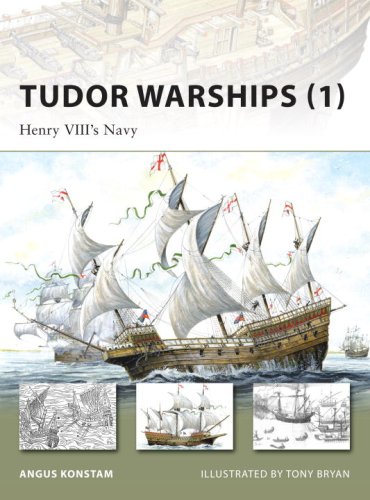 TUDOR WARSHIPS (1)
Henry VIII's Navy
ANGUS KONSTAM
ILLUSTRATED BY TONY BRYAN